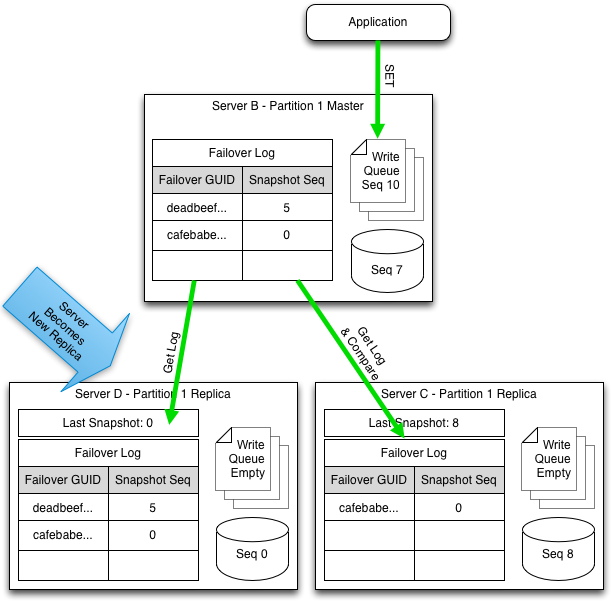 Application
SET
Server B - Partition 1 Master
Failover Log
Failover GUID
Snapshot Seq
deadbeef...
5
cafebabe...
0
Write
Queue
Seq 10
Seq 7
Server
Becomes
New Replica
Get Log
Get Log
& Compare
Server D - Partition 1 Replica
Last Snapshot: 0
Failover Log
Failover GUID
Snapshot Seq
deadbeef...
5
cafebabe...
0
Write
Queue
Empty
Seq 0
Server C - Partition 1 Replica
Last Snapshot: 8
Failover Log
Failover GUID
Snapshot Seq
cafebabe...
0
Write
Queue
Empty
Seq 8